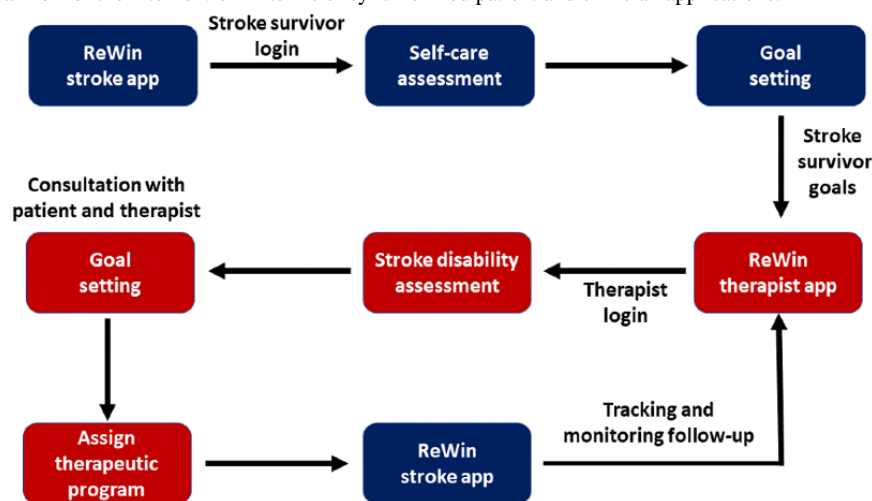 Stroke survivor
login
ReWin
stroke app
Self-care
assessment
Goal
setting
Stroke
survivor
goals
Consultation with
patient and therapist
Goal
setting
Stroke disability
assessment
ReWin
therapist app
Therapist
login
Tracking and
monitoring follow-up
Assign
therapeutic
program
ReWin
stroke app